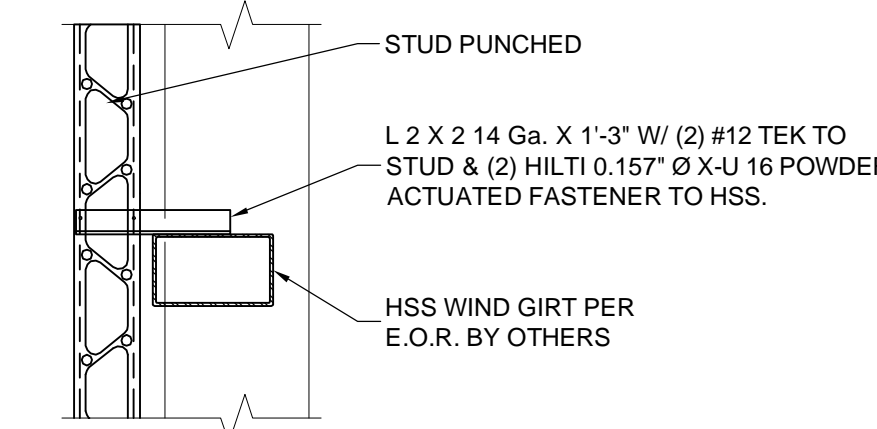 STUD PUNCHED
L 2 X 2 14 Ga. X 1'-3" W/ (2) #12 TEK TO
STUD & (2) HILTI 0.157" Ø X-U 16 POWDER
ACTUATED FASTENER TO HSS.
HSS WIND GIRT PER
E.O.R. BY OTHERS